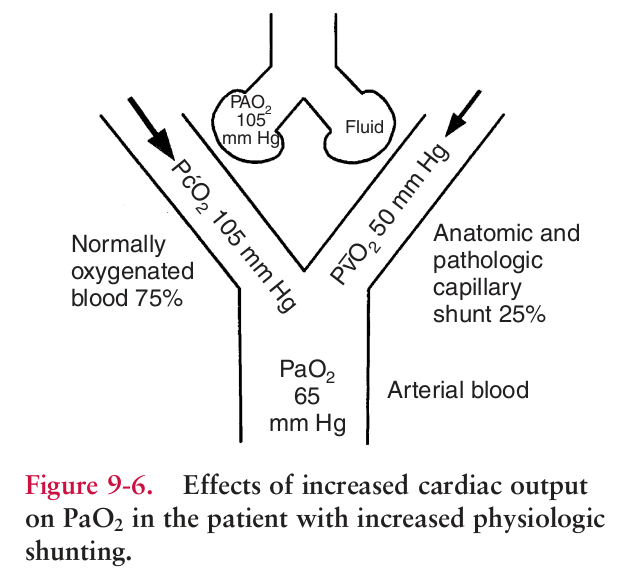 PAO₂
105
mm Hg
Fluid
PćO₂ 105 mm Hg
Pv̄O₂ 50 mm Hg
Normally
oxygenated
blood 75%
Anatomic and
pathologic
capillary
shunt 25%
PaO₂
65
mm Hg
Arterial blood
Figure 9-6. Effects of increased cardiac output
on PaO₂ in the patient with increased physiologic
shunting.